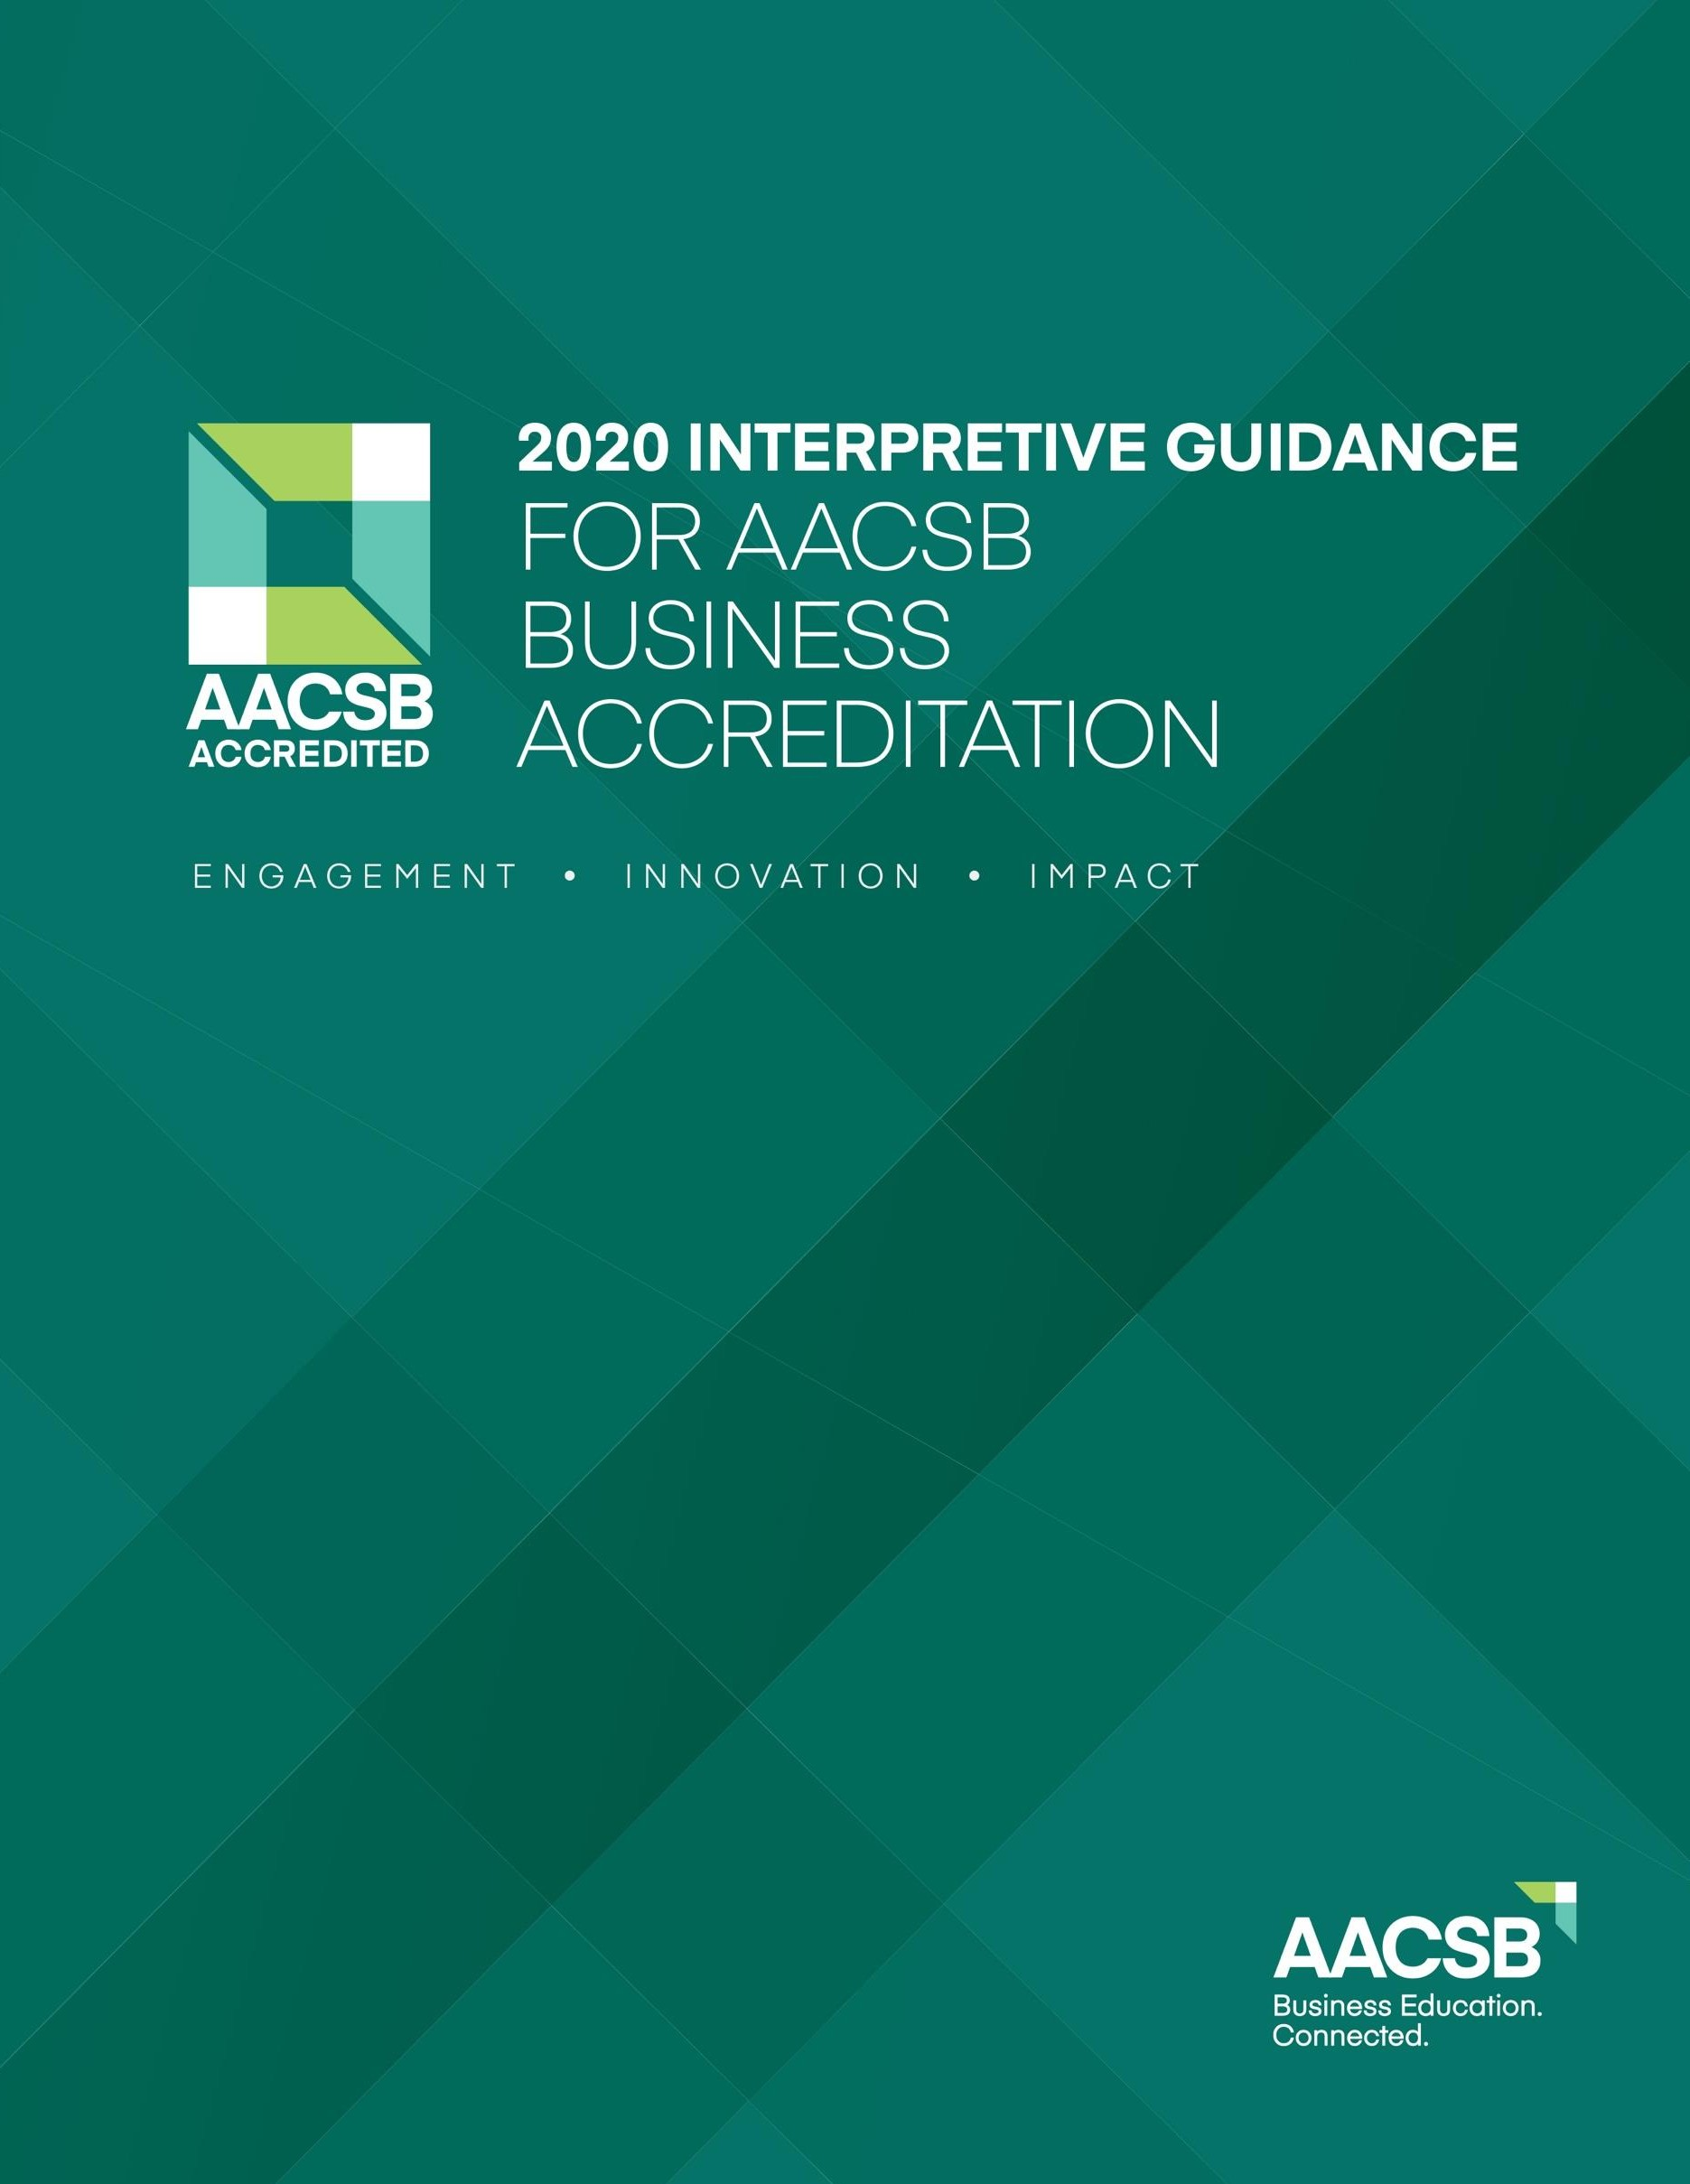 2020 INTERPRETIVE GUIDANCE
FOR AACSB
BUSINESS
ACCREDITATION
AACSB
ACCREDITED
ENGAGEMENT • INNOVATION • IMPACT
AACSB
Business Education.
Connected.